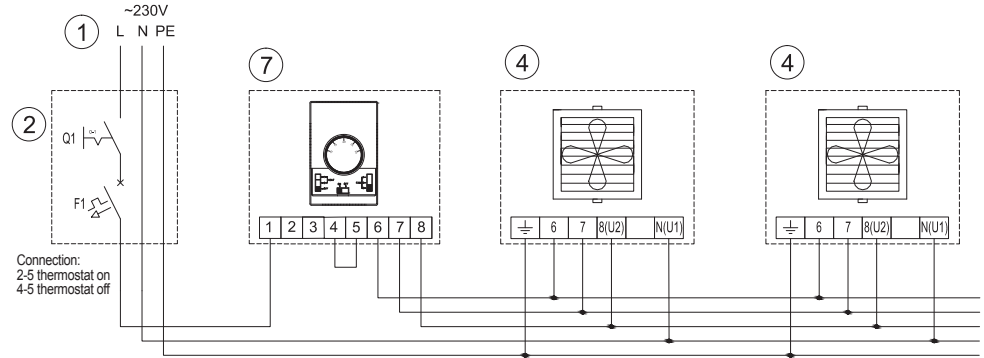 ~230V
1 L N PE
7
4
4
2
Q1
F1
1 2 3 4 5 6 7 8
6 7 8(U2) N(U1)
6 7 8(U2) N(U1)
Connection:
2-5 thermostat on
4-5 thermostat off